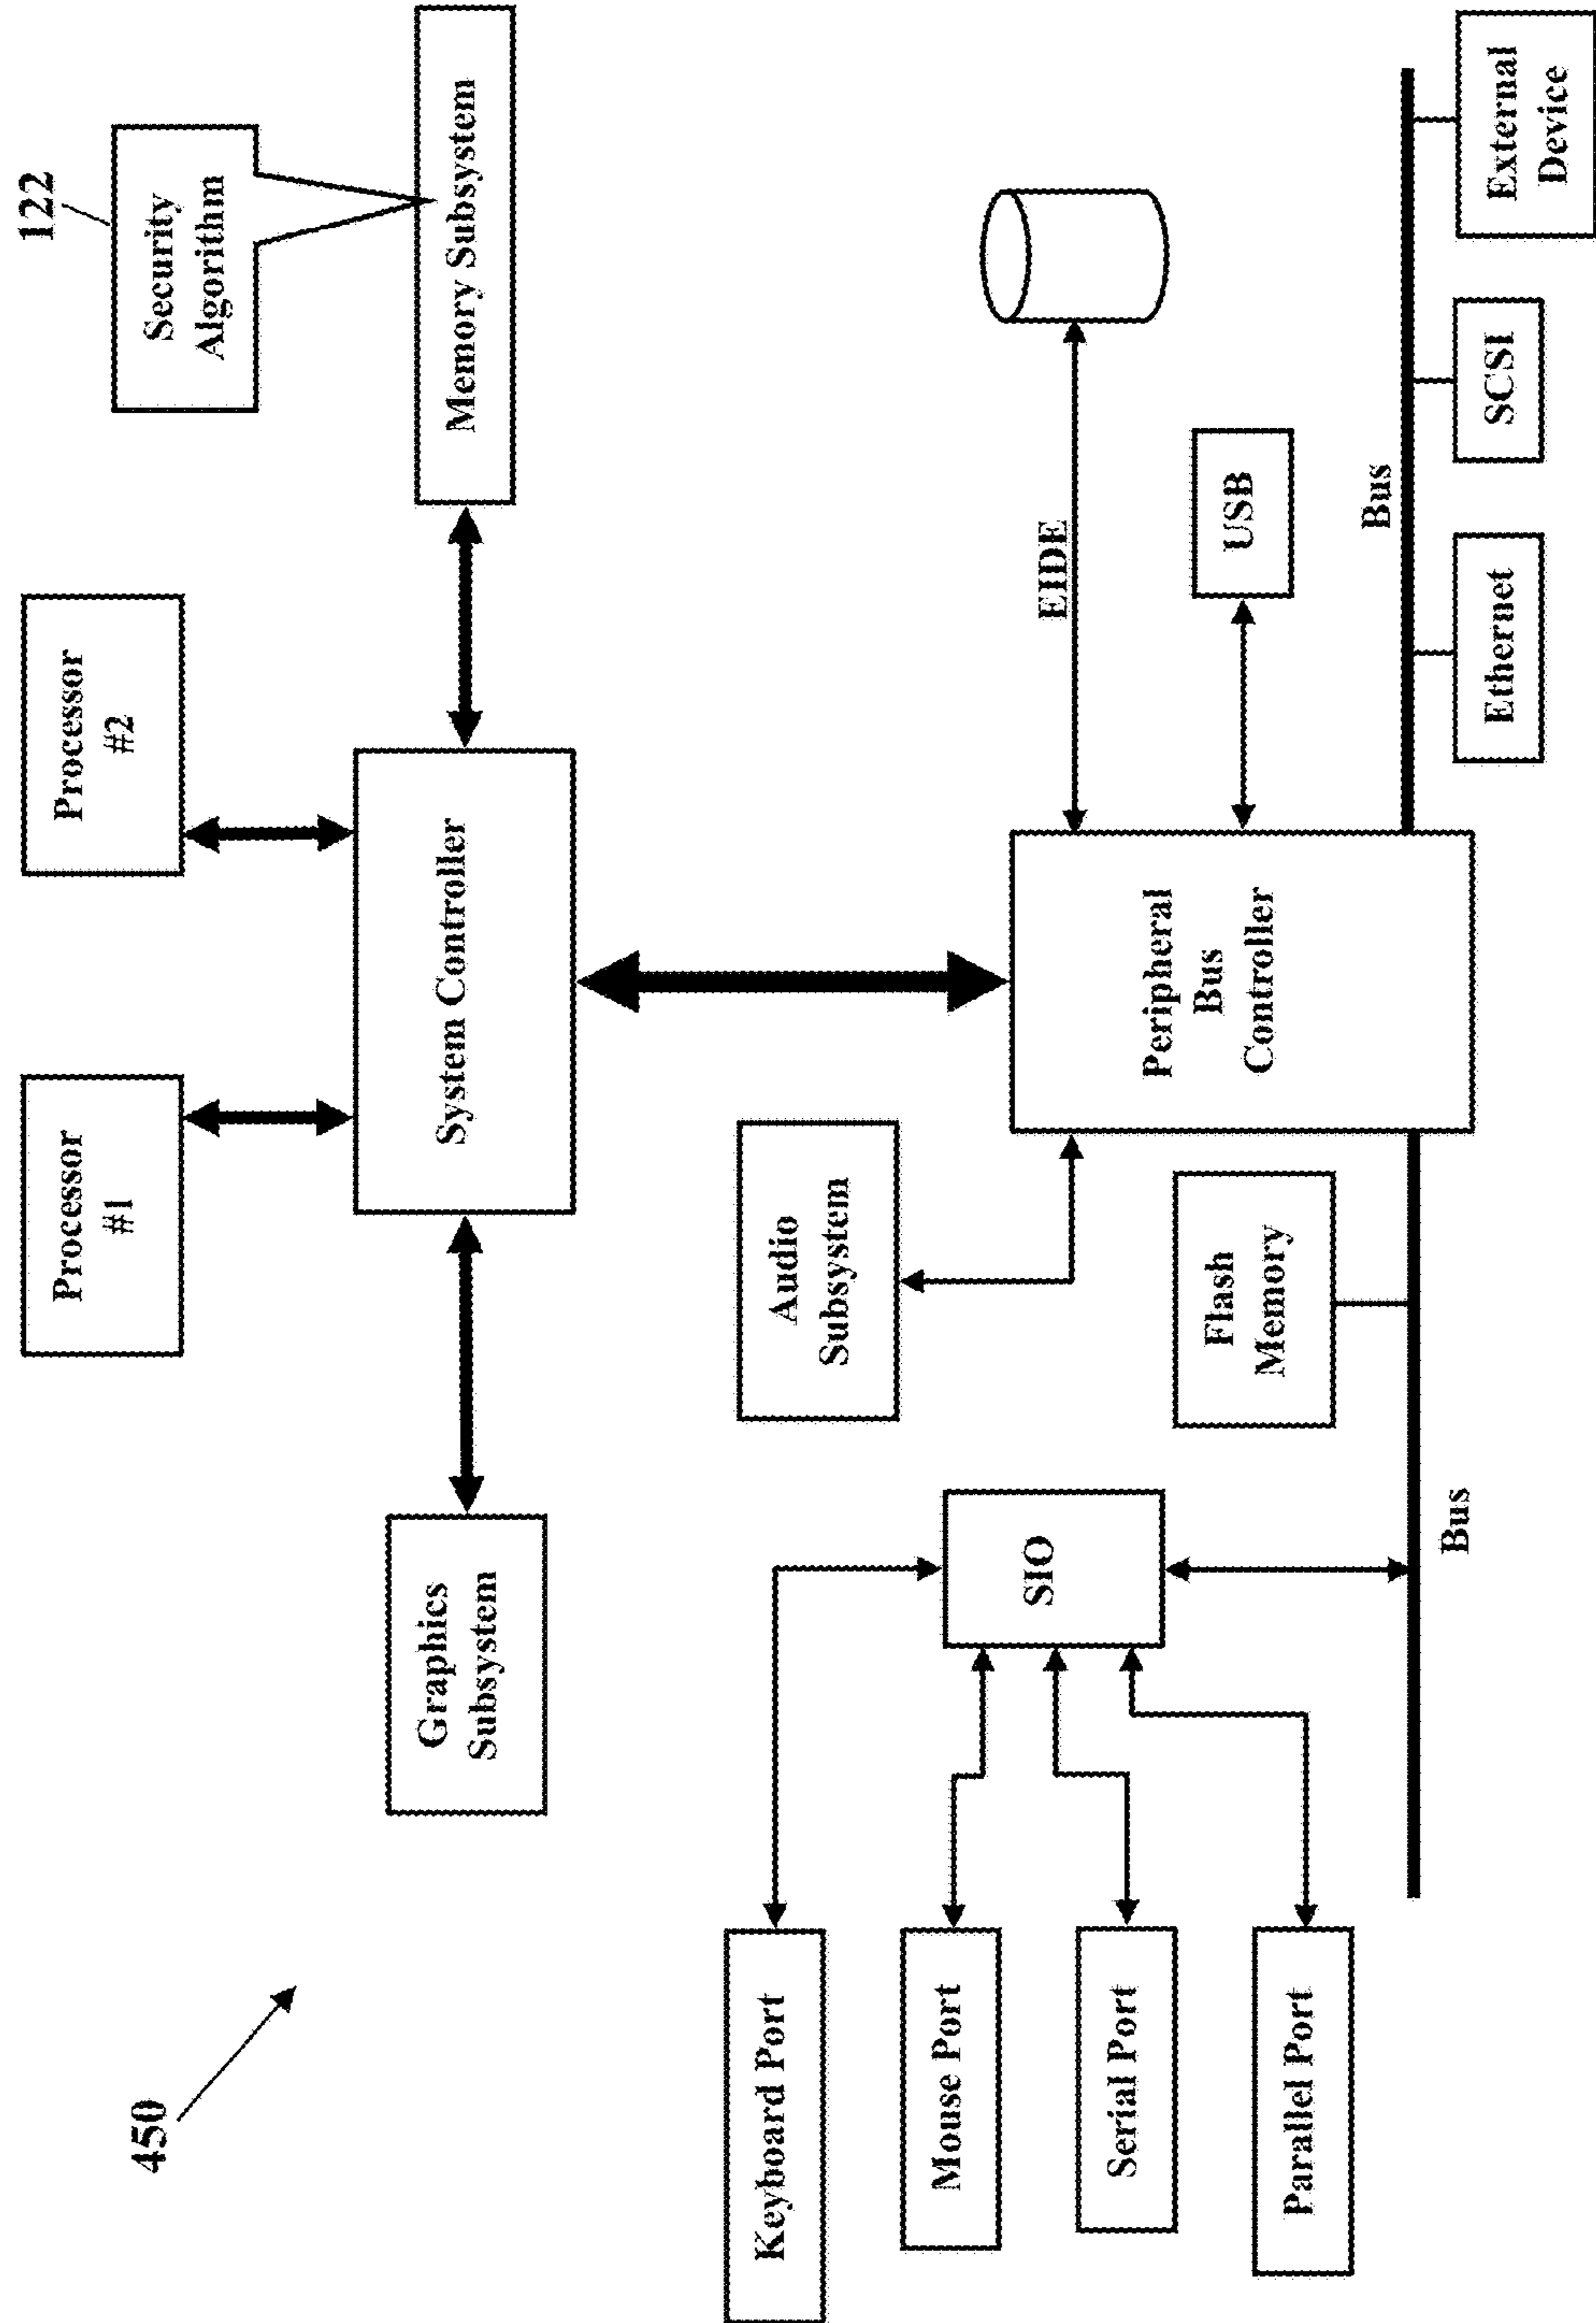 450
122
Security
Algorithm
Processor
#1
Processor
#2
Graphics
Subsystem
System Controller
Memory Subsystem
Keyboard Port
Mouse Port
Serial Port
Parallel Port
SIO
Audio
Subsystem
Flash
Memory
Peripheral
Bus
Controller
EIDE
USB
Bus
Bus
Ethernet
SCSI
External
Device